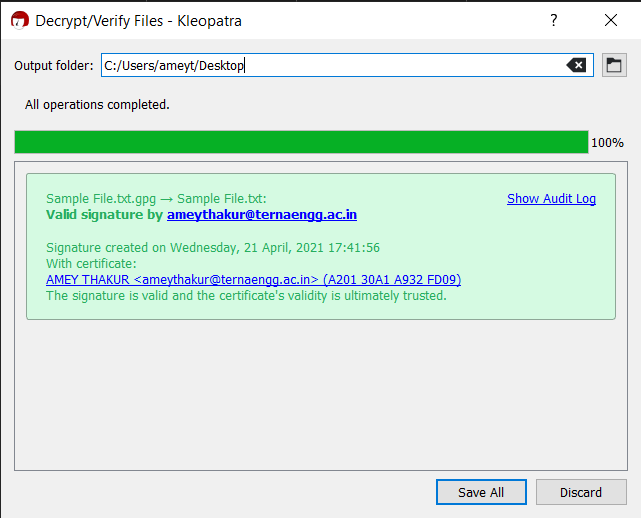 Decrypt/Verify Files - Kleopatra
Output folder: C:/Users/ameyt/Desktop
All operations completed.
100%
Sample File.txt.gpg → Sample File.txt: Show Audit Log
Valid signature by ameythakur@ternaengg.ac.in
Signature created on Wednesday, 21 April, 2021 17:41:56
With certificate:
AMEY THAKUR <ameythakur@ternaengg.ac.in> (A201 30A1 A932 FD09)
The signature is valid and the certificate's validity is ultimately trusted.
Save All Discard